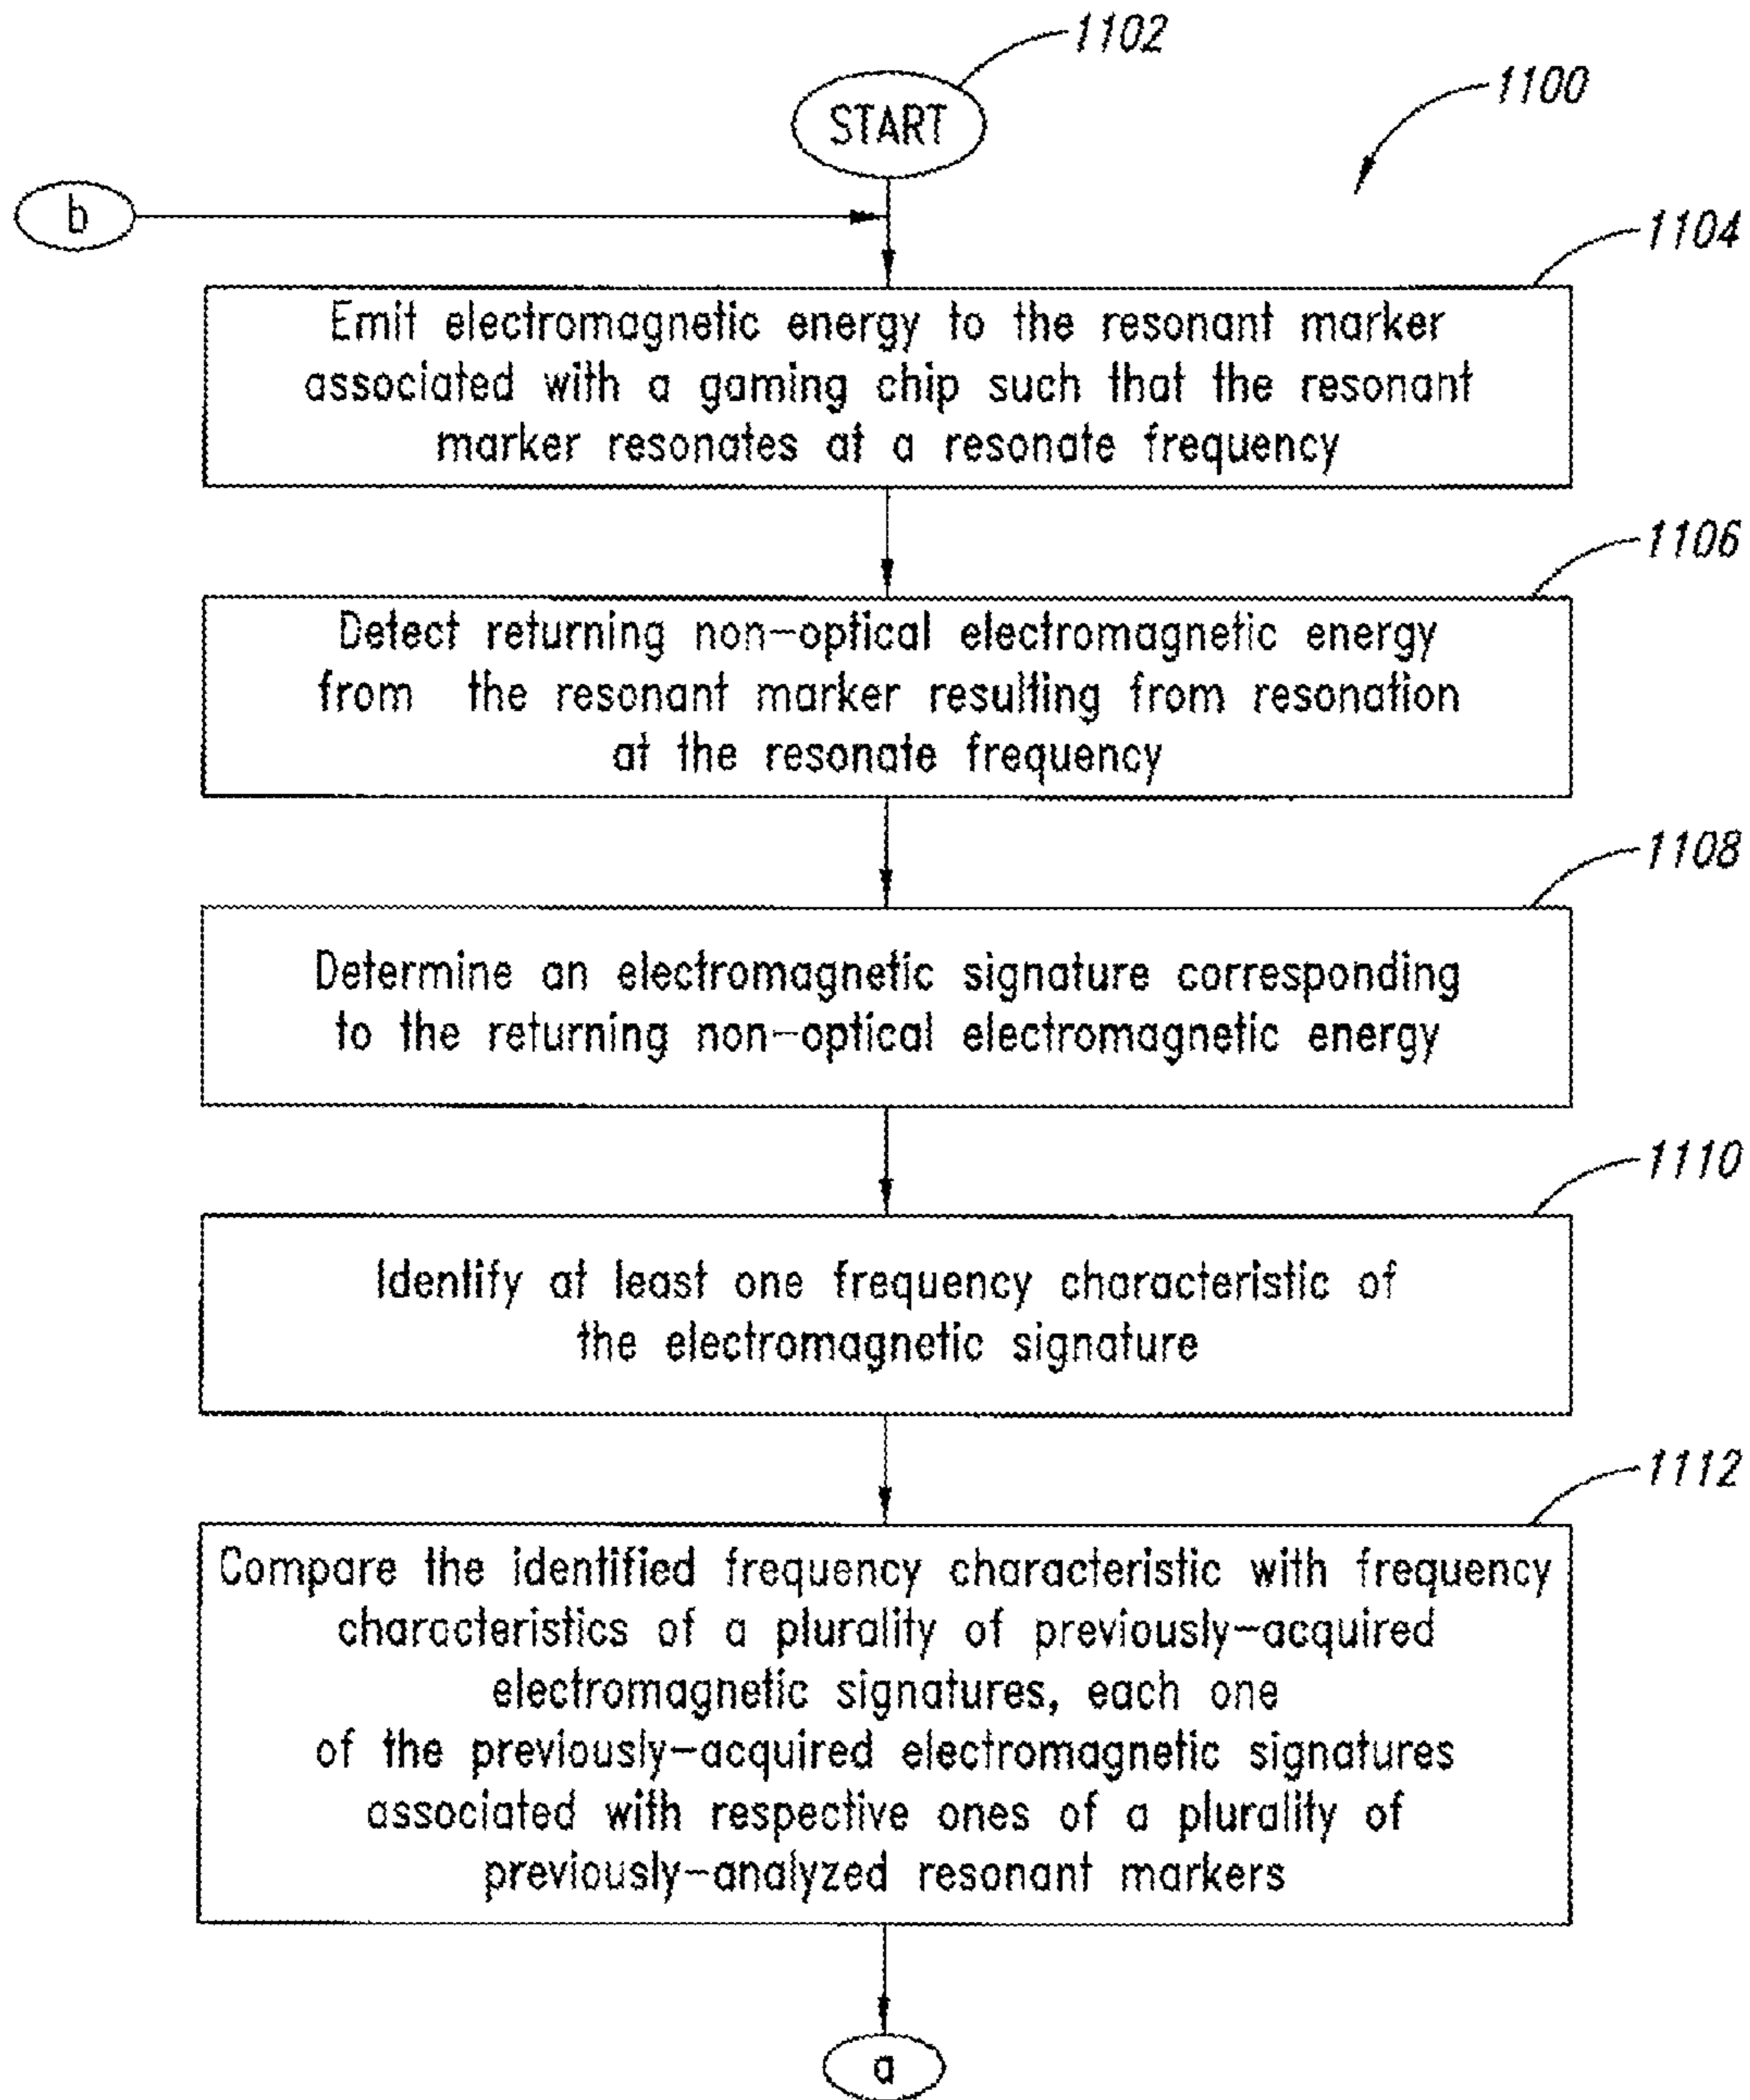 1102
START
1100
b
1104
Emit electromagnetic energy to the resonant marker
associated with a gaming chip such that the resonant
marker resonates at a resonate frequency
1106
Detect returning non-optical electromagnetic energy
from the resonant marker resulting from resonation
at the resonate frequency
1108
Determine an electromagnetic signature corresponding
to the returning non-optical electromagnetic energy
1110
Identify at least one frequency characteristic of
the electromagnetic signature
1112
Compare the identified frequency characteristic with frequency
characteristics of a plurality of previously-acquired
electromagnetic signatures, each one
of the previously-acquired electromagnetic signatures
associated with respective ones of a plurality of
previously-analyzed resonant markers
a